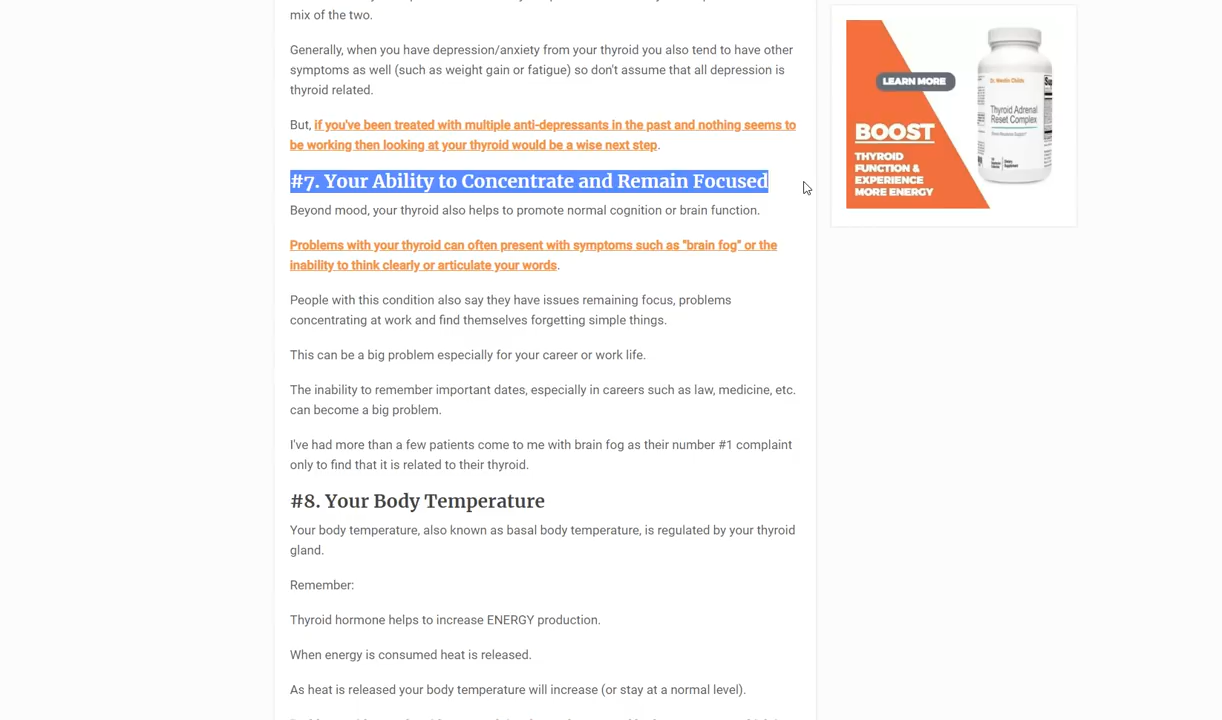 mix of the two.
Generally, when you have depression/anxiety from your thyroid you also tend to have other
symptoms as well (such as weight gain or fatigue) so don't assume that all depression is
thyroid related.
But, if you've been treated with multiple anti-depressants in the past and nothing seems to
be working then looking at your thyroid would be a wise next step.
#7. Your Ability to Concentrate and Remain Focused
Beyond mood, your thyroid also helps to promote normal cognition or brain function.
Problems with your thyroid can often present with symptoms such as "brain fog" or the
inability to think clearly or articulate your words.
People with this condition also say they have issues remaining focus, problems
concentrating at work and find themselves forgetting simple things.
This can be a big problem especially for your career or work life.
The inability to remember important dates, especially in careers such as law, medicine, etc.
can become a big problem.
I've had more than a few patients come to me with brain fog as their number #1 complaint
only to find that it is related to their thyroid.
#8. Your Body Temperature
Your body temperature, also known as basal body temperature, is regulated by your thyroid
gland.
Remember:
Thyroid hormone helps to increase ENERGY production.
When energy is consumed heat is released.
As heat is released your body temperature will increase (or stay at a normal level).
LEARN MORE
BOOST
THYROID
FUNCTION &
EXPERIENCE
MORE ENERGY
Dr. Westin Childs
Thyroid Adrenal
Reset Complex